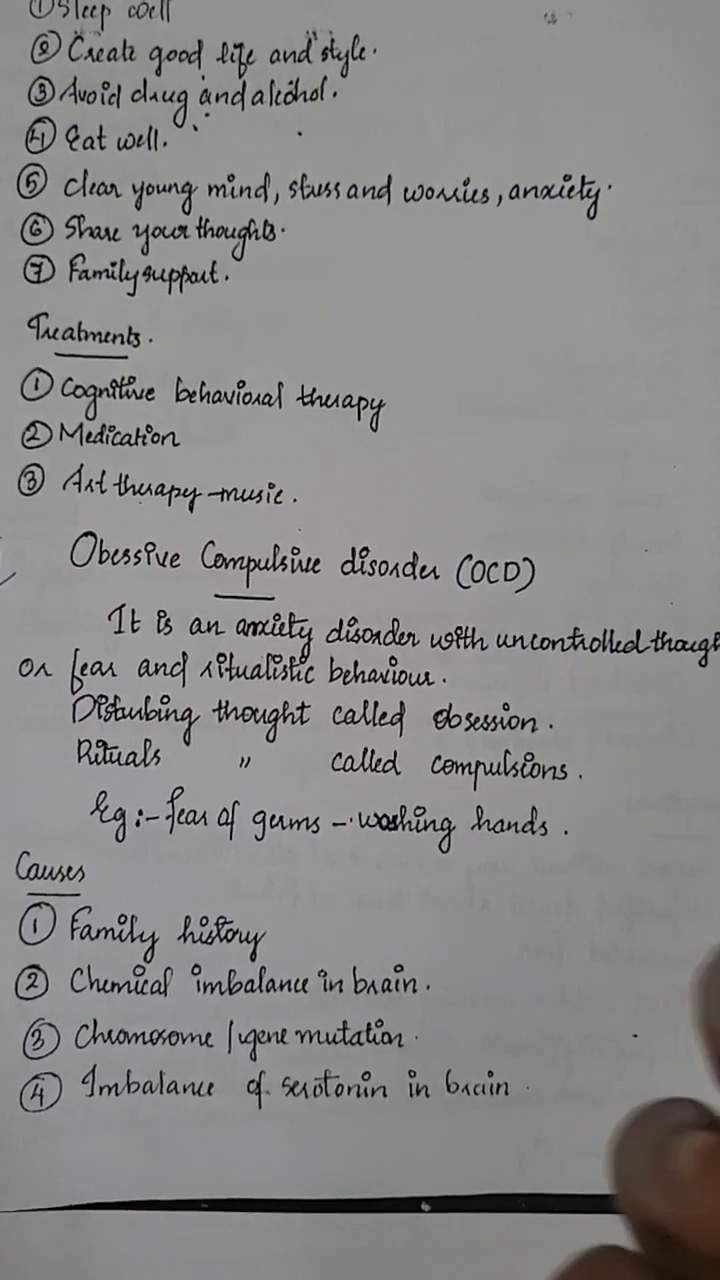 ① Sleep well
② Create good life and style.
③ Avoid drug and alcohol.
④ Eat well.
⑤ clear young mind, stress and worries, anxiety.
⑥ Share your thoughts.
⑦ Family support.
Treatments.
① Cognitive behavioral therapy
② Medication
③ Art therapy - music.
Obessive Compulsive disorder (OCD)
It is an anxiety disorder with uncontrolled though
or fear and ritualistic behaviour.
Disturbing thought called obsession.
Rituals " called compulsions.
Eg :- fear of germs - washing hands.
Causes
① Family history
② Chemical imbalance in brain.
③ Chromosome / gene mutation.
④ Imbalance of serotonin in brain.